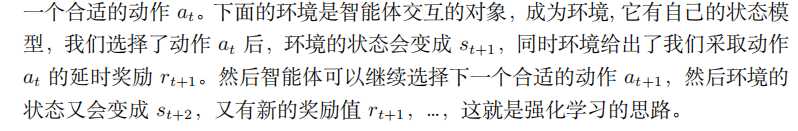 一个合适的动作 a_t。下面的环境是智能体交互的对象，成为环境, 它有自己的状态模
型，我们选择了动作 a_t 后，环境的状态会变成 s_{t+1}，同时环境给出了我们采取动作
a_t 的延时奖励 r_{t+1}。然后智能体可以继续选择下一个合适的动作 a_{t+1}，然后环境的
状态又会变成 s_{t+2}，又有新的奖励值 r_{t+1}，…，这就是强化学习的思路。